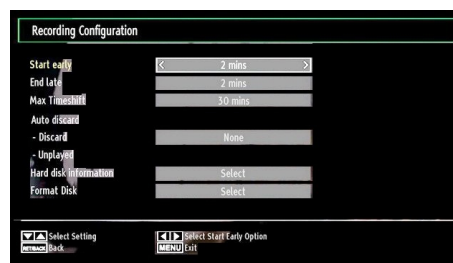 Recording Configuration
Start early < 2 mins >
End late 2 mins
Max Timeshift 30 mins
Auto discard
- Discard None
- Unplayed
Hard disk information Select
Format Disk Select
Select Setting Select Start Early Option
Back MENU Exit